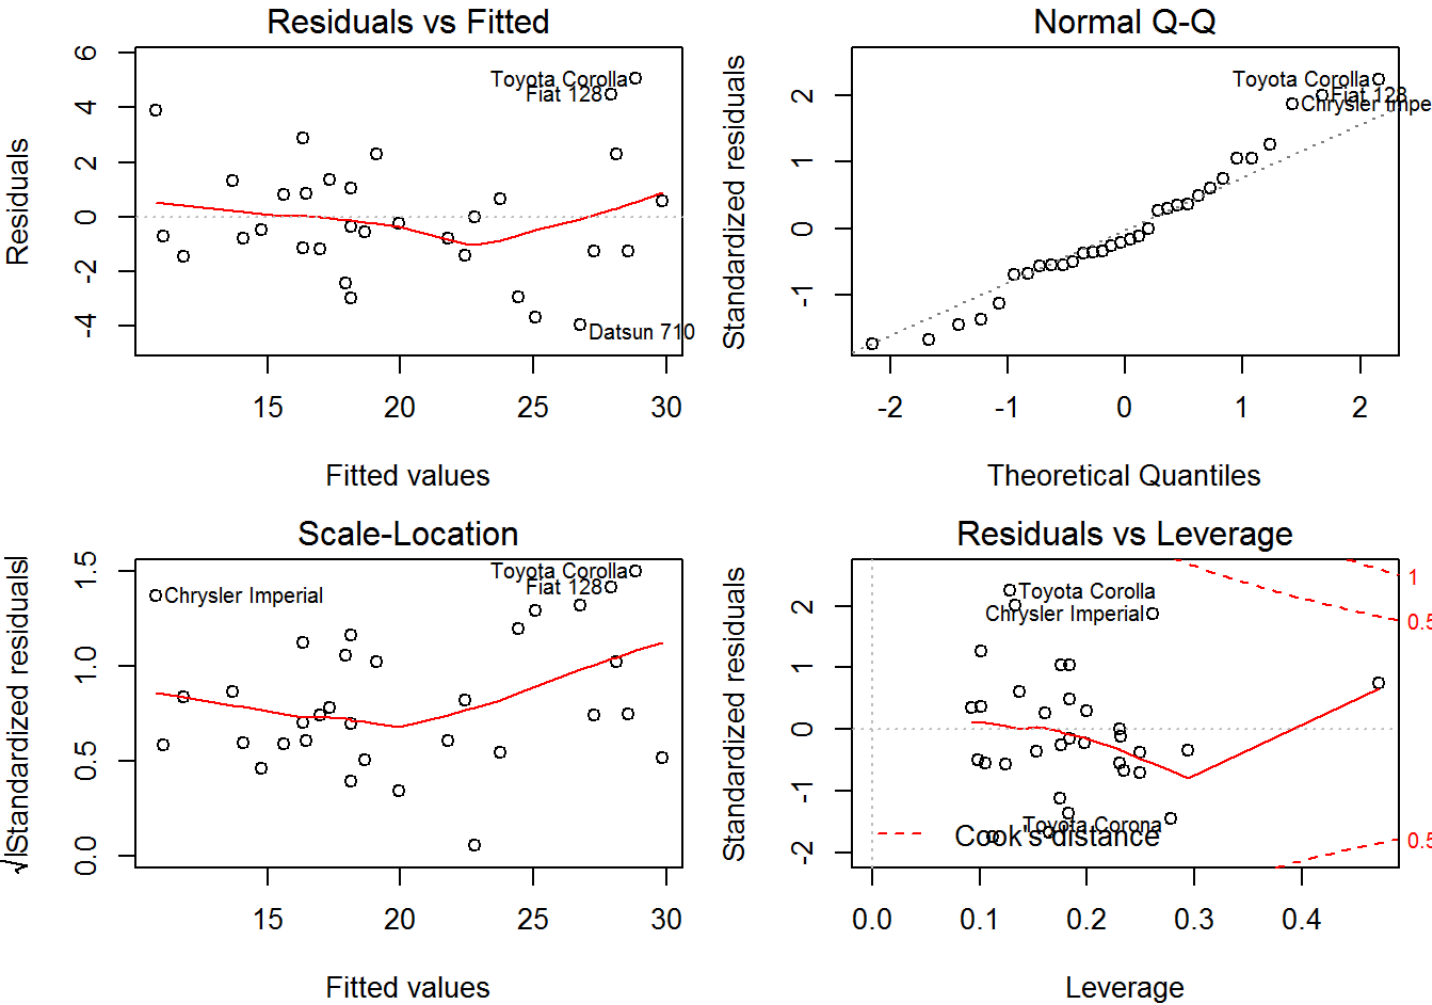 Residuals vs Fitted
Residuals
6
4
2
0
-2
-4
Toyota Corolla
Fiat 128
Datsun 710
15 20 25 30
Fitted values
Normal Q-Q
Standardized residuals
2
1
0
-1
Toyota Corolla
Fiat 128
Chrysler Impe
-2 -1 0 1 2
Theoretical Quantiles
Scale-Location
√|Standardized residuals|
1.5
1.0
0.5
0.0
Chrysler Imperial
Toyota Corolla
Fiat 128
15 20 25 30
Fitted values
Residuals vs Leverage
Standardized residuals
2
1
0
-1
-2
Toyota Corolla
Chrysler Imperial
Toyota Corona
Cook's distance
1
0.5
0.5
0.0 0.1 0.2 0.3 0.4
Leverage